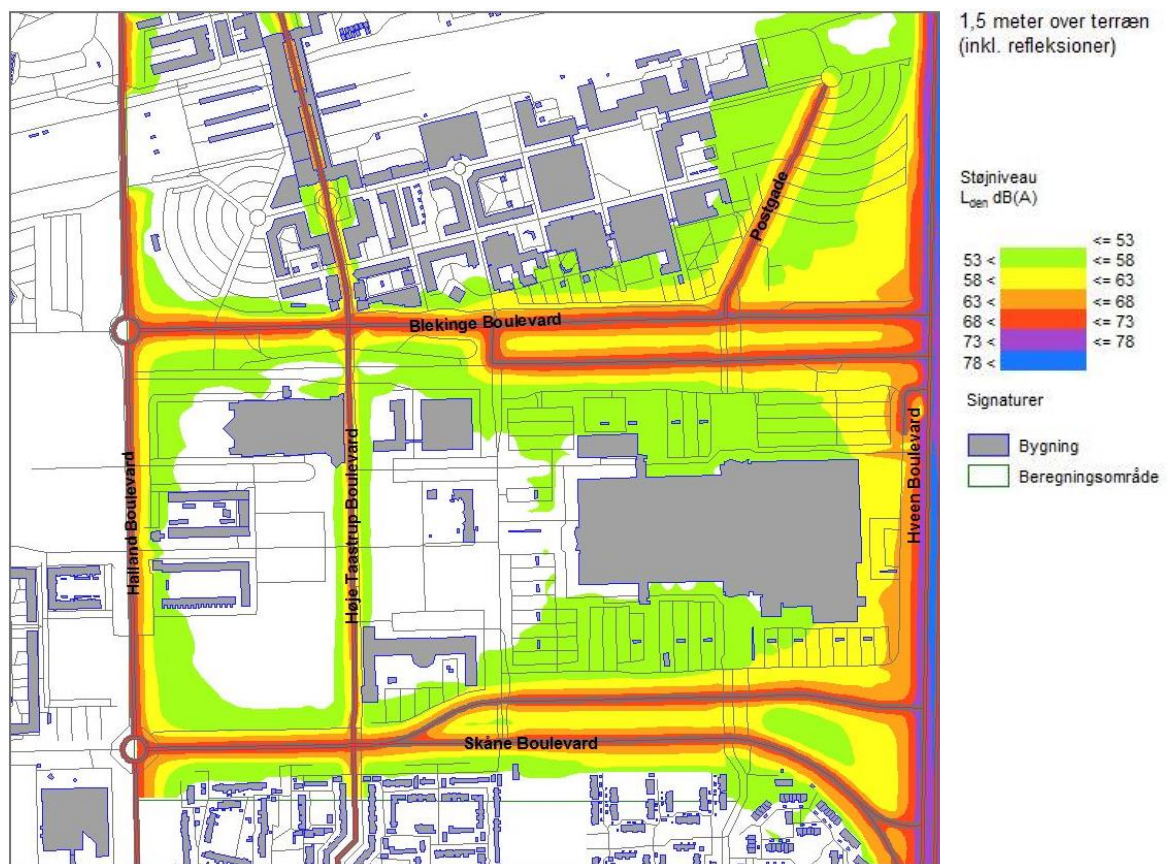 1,5 meter over terræn
(inkl. refleksioner)
Støjniveau
Lden dB(A)
<= 53
53 < <= 58
58 < <= 63
63 < <= 68
68 < <= 73
73 < <= 78
78 <
Signaturer
Bygning
Beregningsområde
Postgade
Blekinge Boulevard
Halland Boulevard
Høje Taastrup Boulevard
Hveen Boulevard
Skåne Boulevard